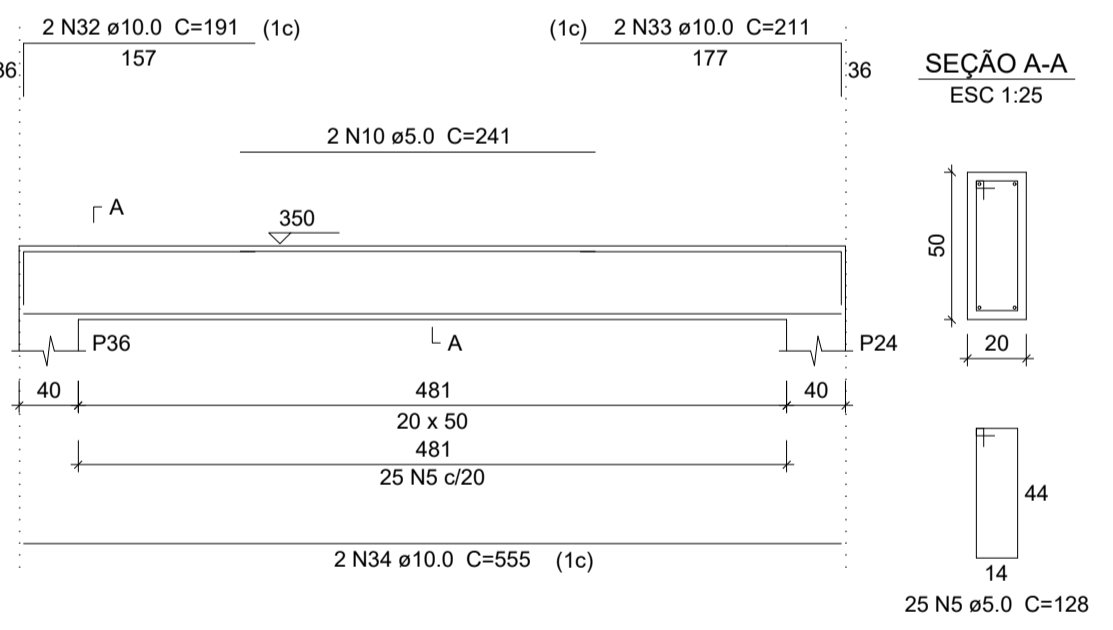 2 N32 ø10.0 C=191 (1c)
(1c) 2 N33 ø10.0 C=211
36
157
177
36
SEÇÃO A-A
ESC 1:25
2 N10 ø5.0 C=241
A
350
50
P36
A
P24
20
40
481
40
20 x 50
481
25 N5 c/20
44
2 N34 ø10.0 C=555 (1c)
14
25 N5 ø5.0 C=128